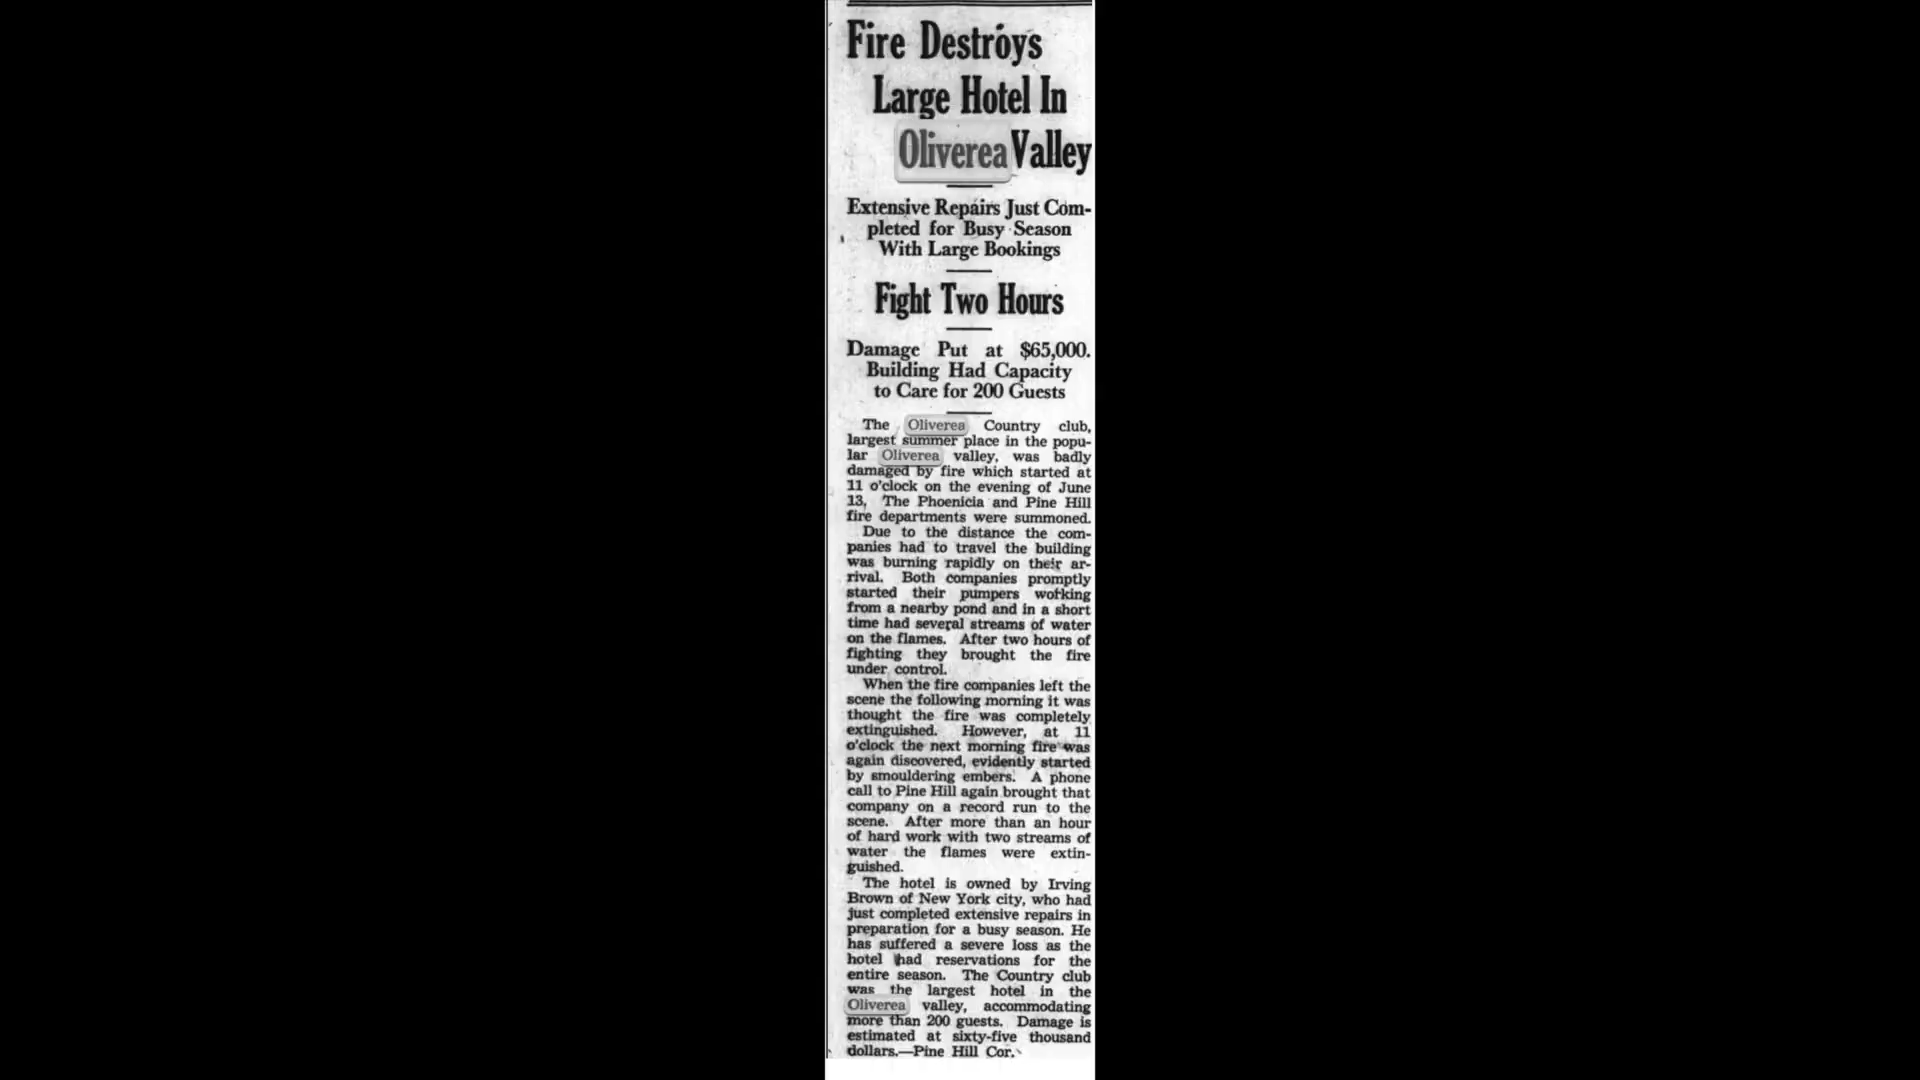 Fire Destroys
Large Hotel In
Oliverea Valley
Extensive Repairs Just Com-
pleted for Busy Season
With Large Bookings
Fight Two Hours
Damage Put at $65,000.
Building Had Capacity
to Care for 200 Guests
The Oliverea Country club,
largest summer place in the popu-
lar Oliverea valley, was badly
damaged by fire which started at
11 o'clock on the evening of June
13. The Phoenicia and Pine Hill
fire departments were summoned.
Due to the distance the com-
panies had to travel the building
was burning rapidly on their ar-
rival. Both companies promptly
started their pumpers working
from a nearby pond and in a short
time had several streams of water
on the flames. After two hours of
fighting they brought the fire
under control.
When the fire companies left the
scene the following morning it was
thought the fire was completely
extinguished. However, at 11
o'clock the next morning fire was
again discovered, evidently started
by smouldering embers. A phone
call to Pine Hill again brought that
company on a record run to the
scene. After more than an hour
of hard work with two streams of
water the flames were extin-
guished.
The hotel is owned by Irving
Brown of New York city, who had
just completed extensive repairs in
preparation for a busy season. He
has suffered a severe loss as the
hotel had reservations for the
entire season. The Country club
was the largest hotel in the
Oliverea valley, accommodating
more than 200 guests. Damage is
estimated at sixty-five thousand
dollars.—Pine Hill Cor.